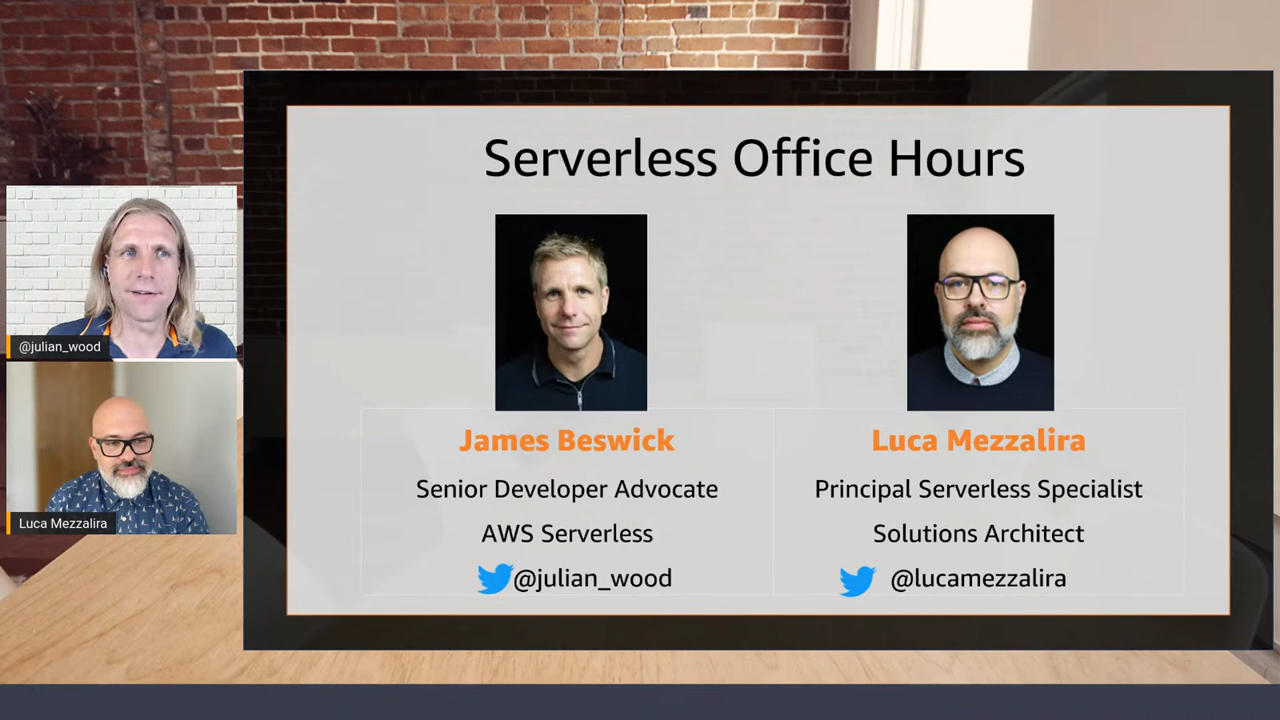 Serverless Office Hours
@julian_wood
Luca Mezzalira
James Beswick
Senior Developer Advocate
AWS Serverless
@julian_wood
Luca Mezzalira
Principal Serverless Specialist
Solutions Architect
@lucamezzalira